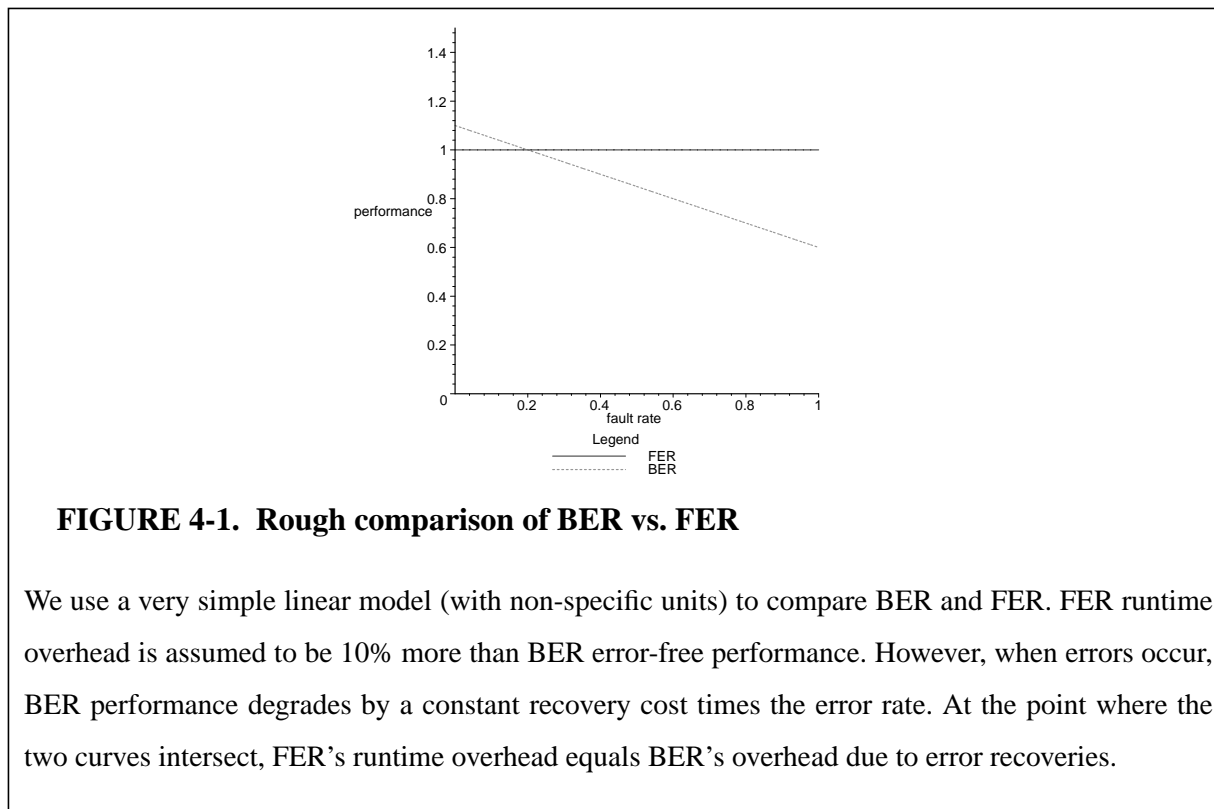 1.4
1.2
1
0.8
performance
0.6
0.4
0.2
0
0.2 0.4 0.6 0.8 1
fault rate
Legend
FER
BER
FIGURE 4-1. Rough comparison of BER vs. FER
We use a very simple linear model (with non-specific units) to compare BER and FER. FER runtime
overhead is assumed to be 10% more than BER error-free performance. However, when errors occur,
BER performance degrades by a constant recovery cost times the error rate. At the point where the
two curves intersect, FER’s runtime overhead equals BER’s overhead due to error recoveries.